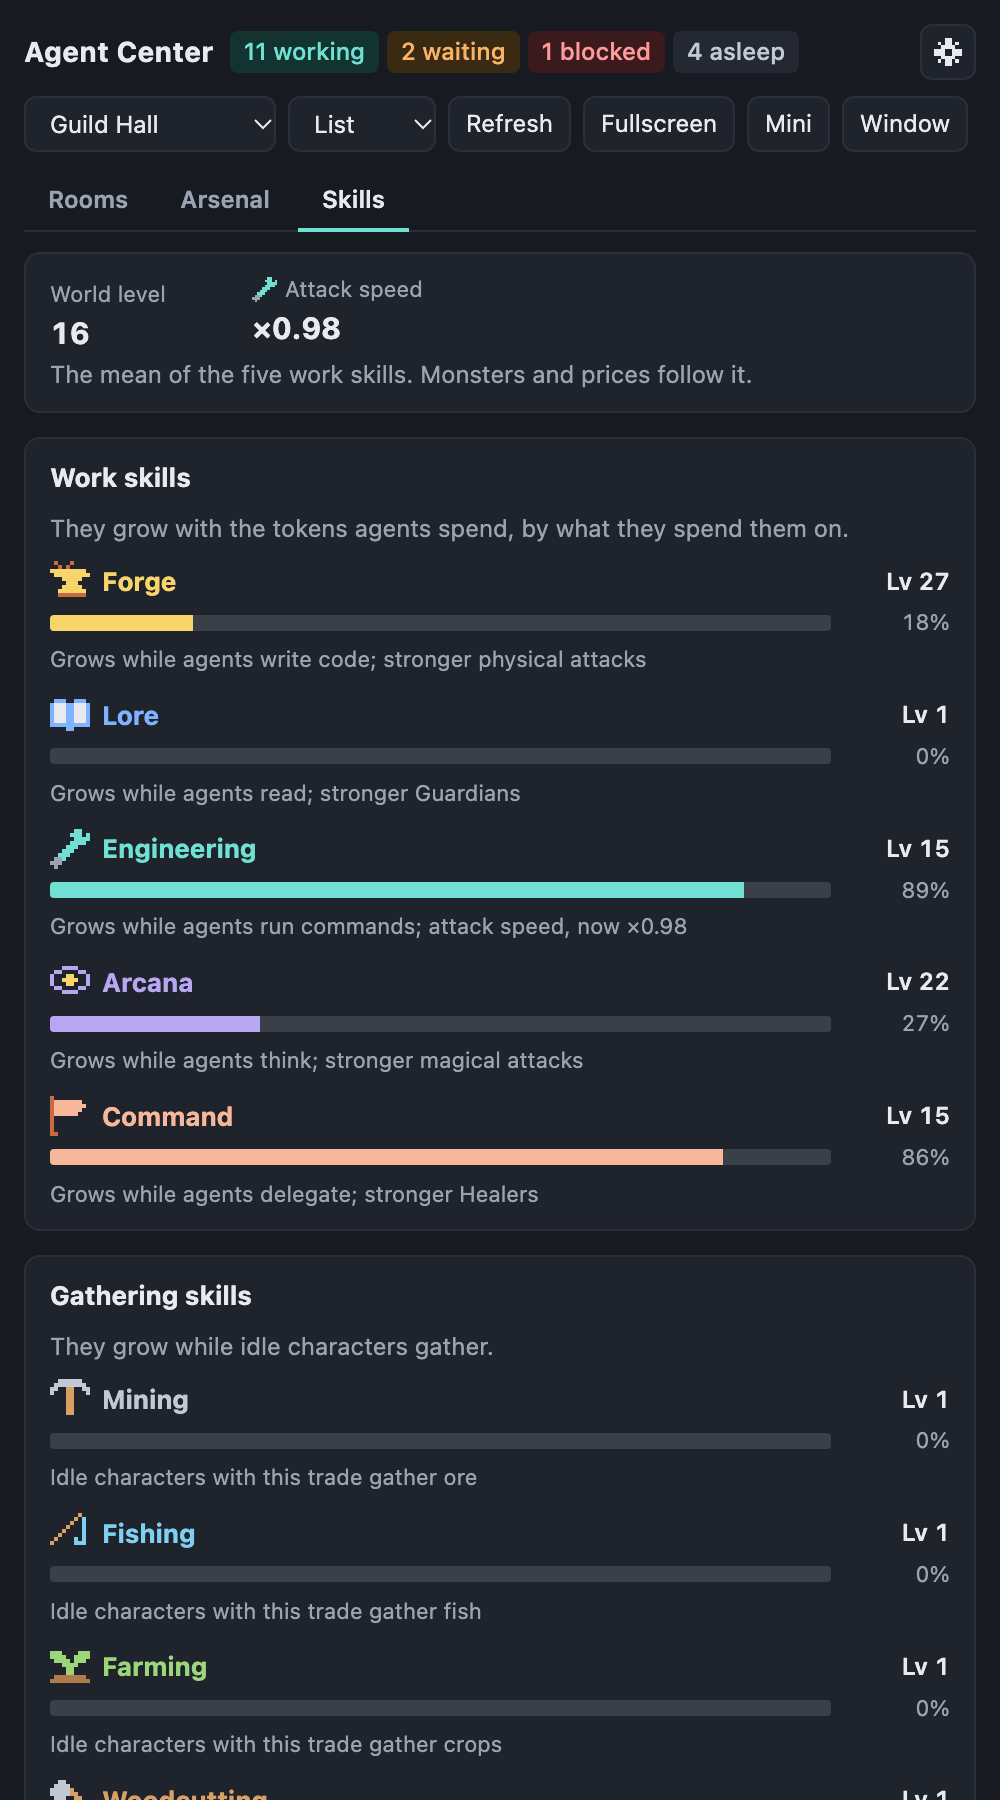 Agent Center 11 working 2 waiting 1 blocked 4 asleep
Guild Hall List Refresh Fullscreen Mini Window
Rooms Arsenal Skills
World level Attack speed
16 ×0.98
The mean of the five work skills. Monsters and prices follow it.
Work skills
They grow with the tokens agents spend, by what they spend them on.
Forge Lv 27
18%
Grows while agents write code; stronger physical attacks
Lore Lv 1
0%
Grows while agents read; stronger Guardians
Engineering Lv 15
89%
Grows while agents run commands; attack speed, now ×0.98
Arcana Lv 22
27%
Grows while agents think; stronger magical attacks
Command Lv 15
86%
Grows while agents delegate; stronger Healers
Gathering skills
They grow while idle characters gather.
Mining Lv 1
0%
Idle characters with this trade gather ore
Fishing Lv 1
0%
Idle characters with this trade gather fish
Farming Lv 1
0%
Idle characters with this trade gather crops
Woodcutting Lv 1